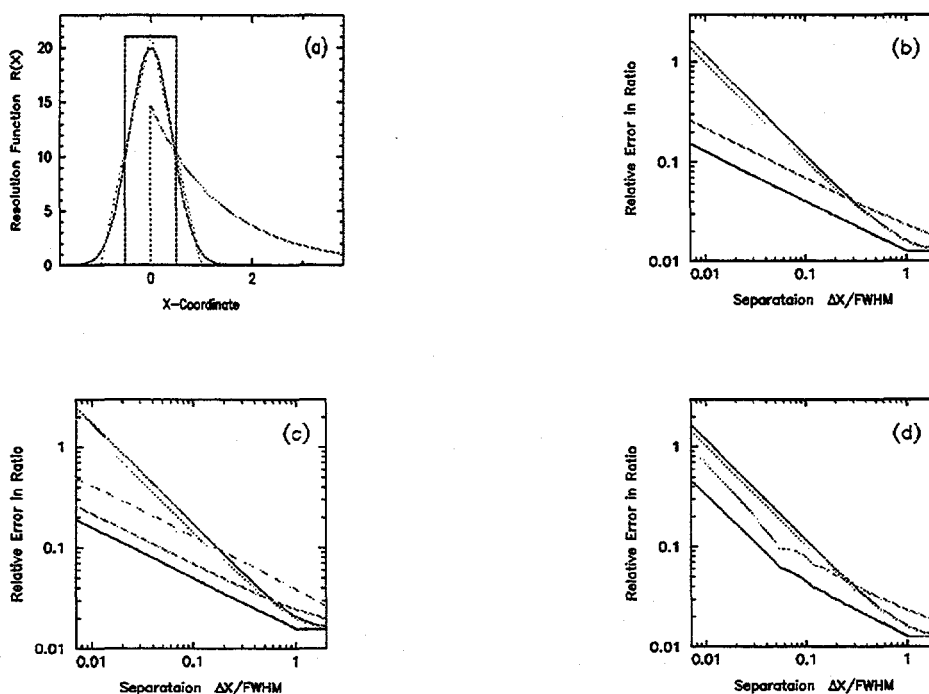 (a)
Resolution Function R(X)
20
15
10
5
0
0
2
X-Coordinate
(b)
Relative Error in Ratio
1
0.1
0.01
0.01
0.1
1
Separataion ΔX/FWHM
(c)
Relative Error in Ratio
1
0.1
0.01
0.01
0.1
1
Separataion ΔX/FWHM
(d)
Relative Error in Ratio
1
0.1
0.01
0.01
0.1
1
Separataion ΔX/FWHM